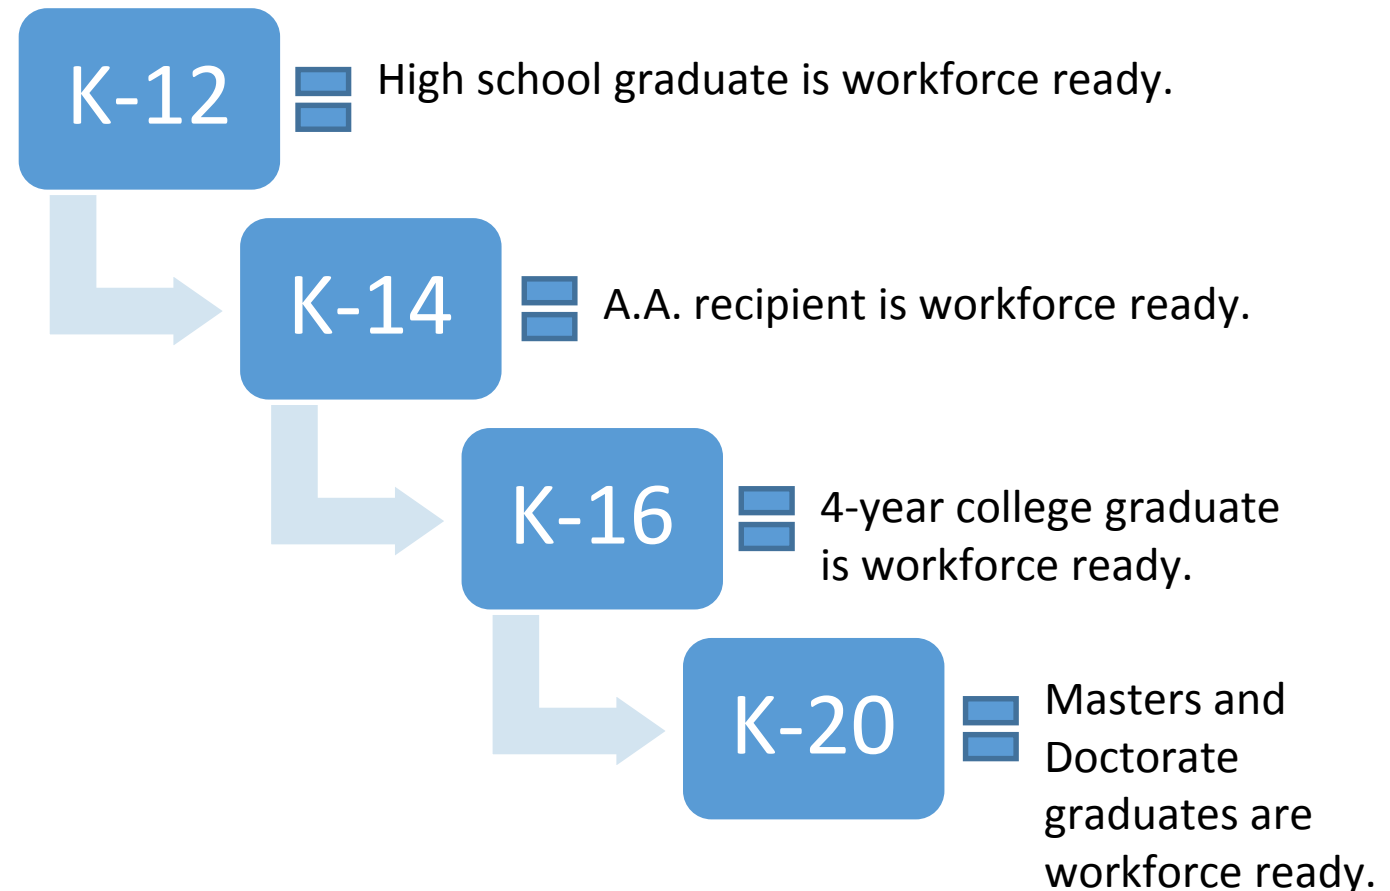 K-12
High school graduate is workforce ready.
K-14
A.A. recipient is workforce ready.
K-16
4-year college graduate
is workforce ready.
K-20
Masters and
Doctorate
graduates are
workforce ready.